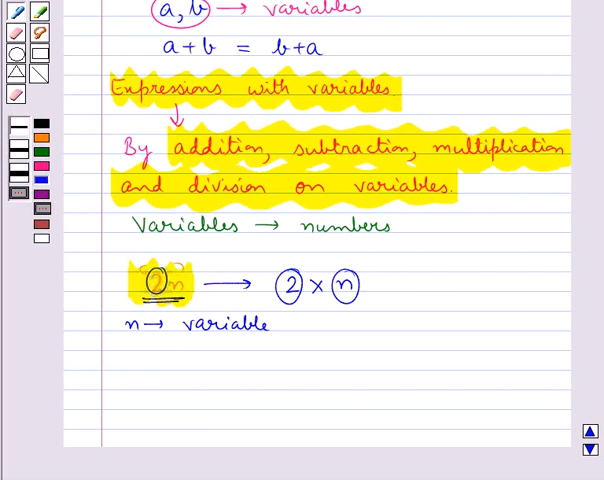 a, b → variables
a + b = b + a
Expressions with variables.
By addition, subtraction, multiplication
and division on variables.
Variables → numbers
2n → 2 × n
n → variable